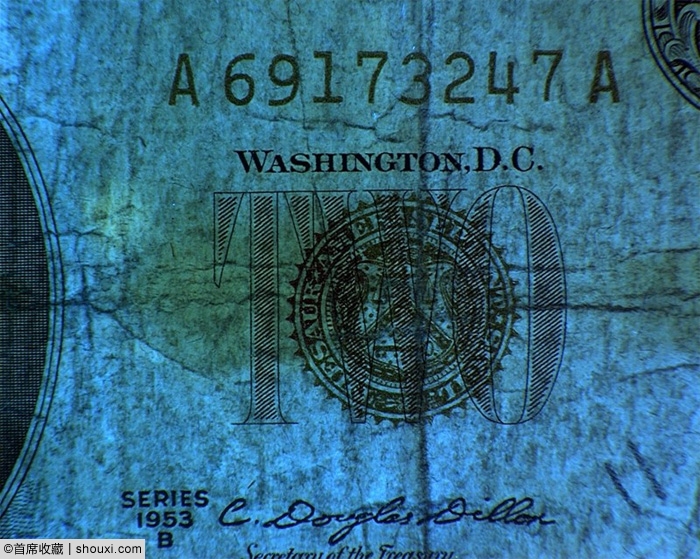 A 69173247 A
WASHINGTON, D.C.
TWO
SERIES
1953
B
C. Douglas Dillon
Secretary of the Treasury
©首席收藏 | shouxi.com